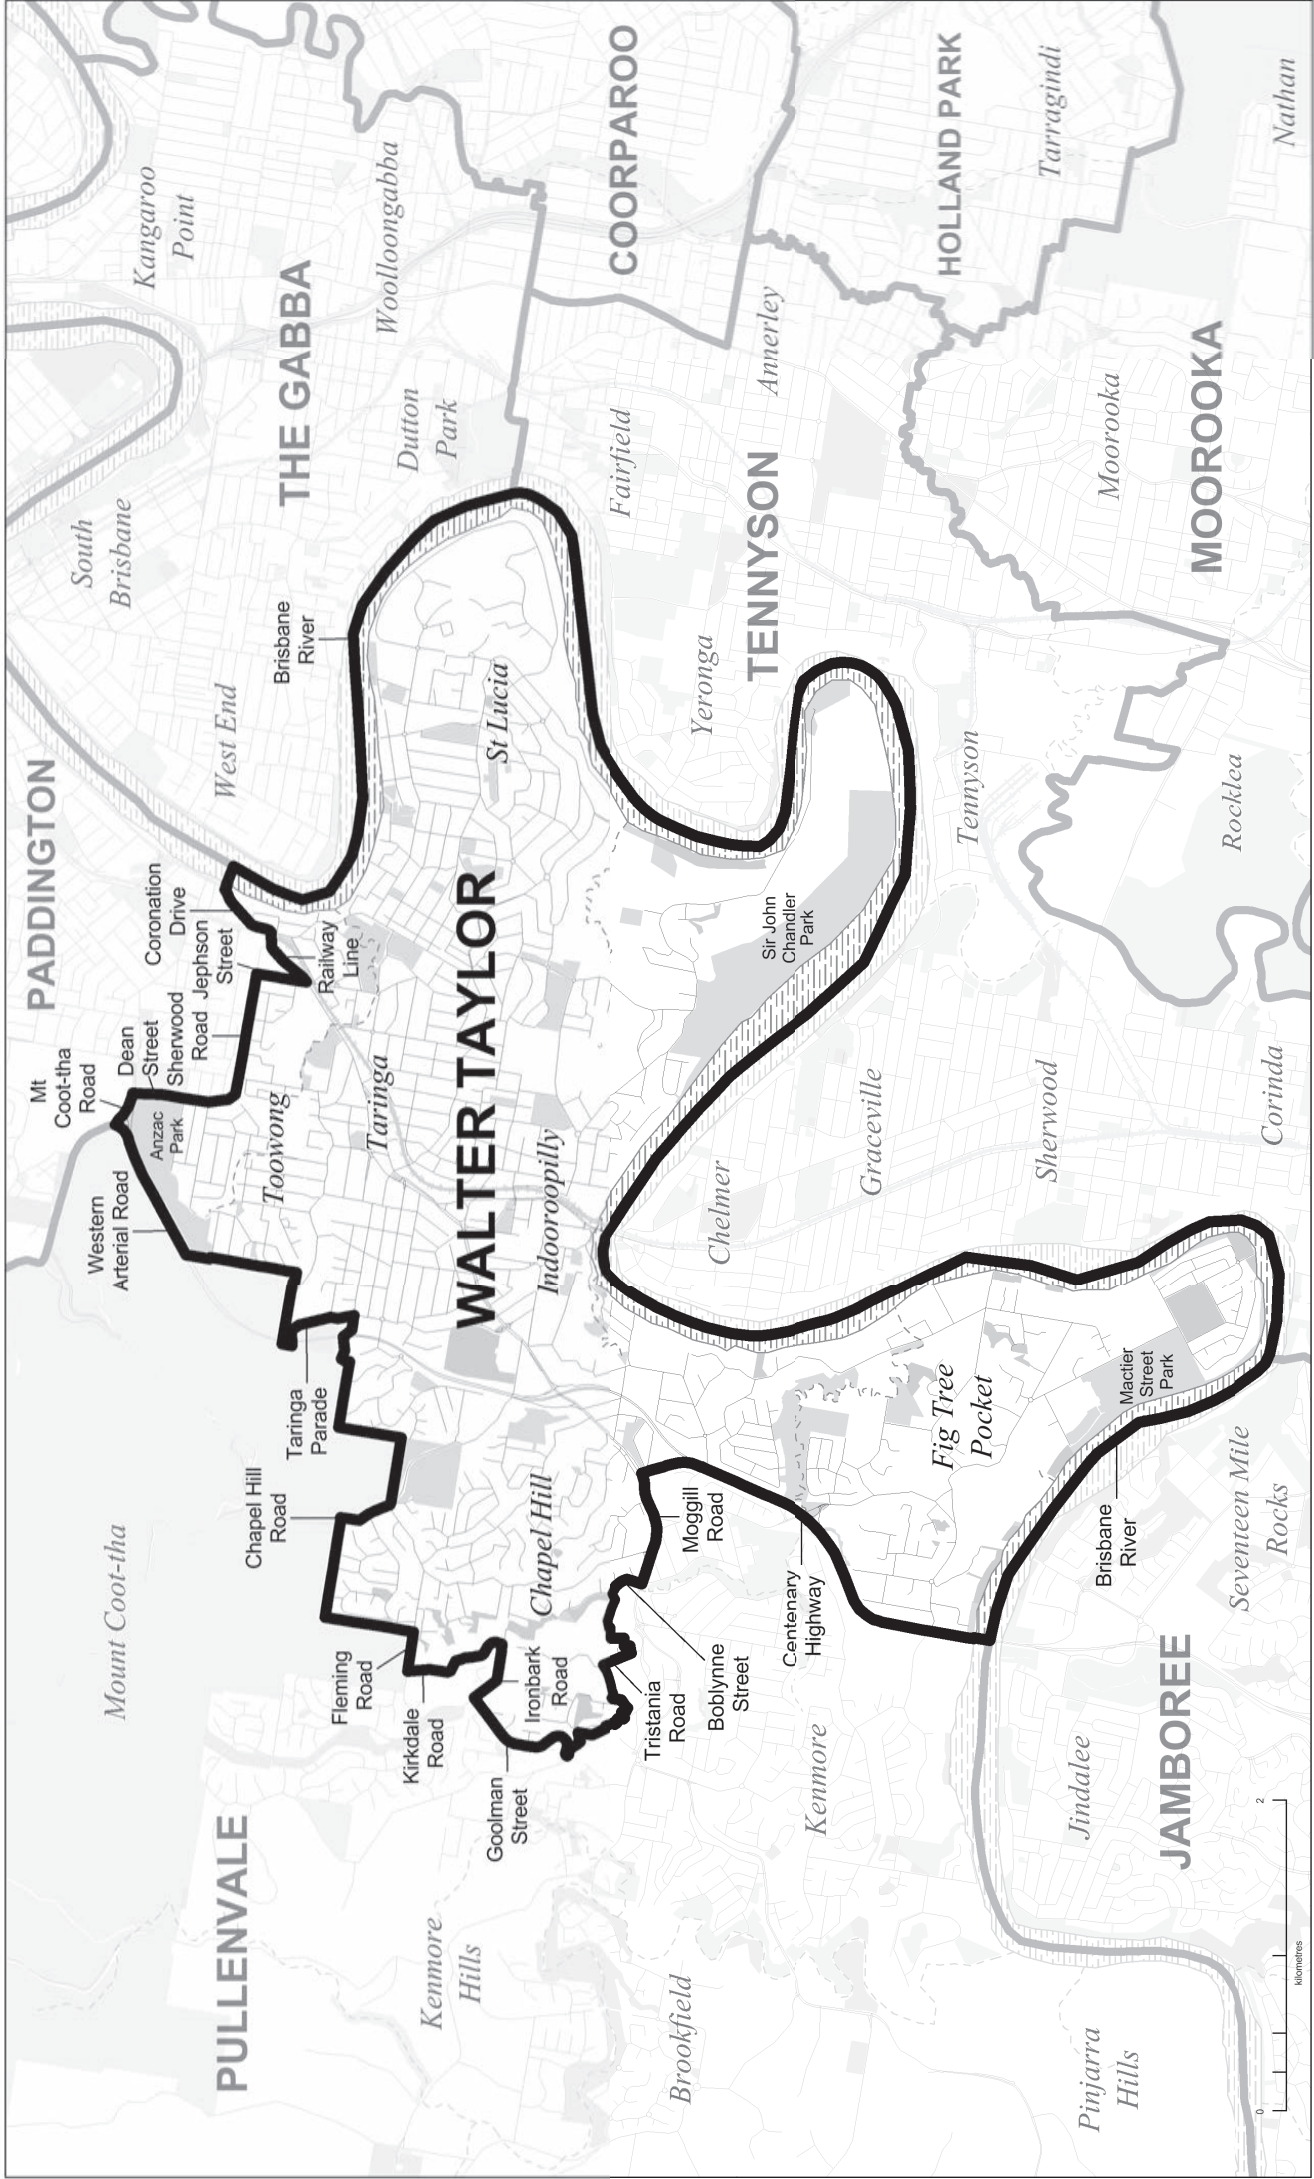 PADDINGTON
Mt
Coot-tha
Road
South
Brisbane
Kangaroo
Point
Mount Coot-tha
Western
Arterial Road
Anzac
Park
Dean
Street
Sherwood
Road
Coronation
Drive
Jephson
Street
West End
PULLENVALE
Chapel Hill
Road
Taringa
Parade
Toowong
Railway
Line
Brisbane
River
THE GABBA
Fleming
Road
Taringa
Woolloongabba
Dutton
Park
Kenmore
Hills
Kirkdale
Road
Goolman
Street
Ironbark
Road
Chapel Hill
WALTER TAYLOR
Indooroopilly
St Lucia
Fairfield
COORPAROO
Brookfield
Tristania
Road
Boblynne
Street
Moggill
Road
Chelmer
Yeronga
TENNYSON
Annerley
Kenmore
Centenary
Highway
Sir John
Chandler
Park
Graceville
Fig Tree
Pocket
Tennyson
HOLLAND PARK
Tarragindi
Sherwood
Pinjarra
Hills
Jindalee
Brisbane
River
Mactier
Street
Park
Moorooka
JAMBOREE
MOOROOKA
Seventeen Mile
Rocks
Rocklea
Corinda
Nathan
0
2
kilometres